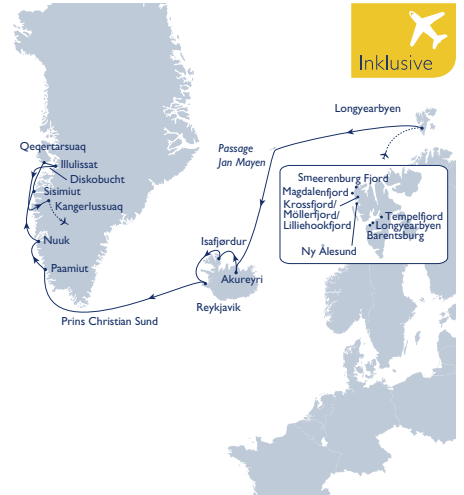 Inklusive
Longyearbyen
Passage
Jan Mayen
Qeqertarsuaq
Illulissat
Diskobucht
Sisimiut
Kangerlussuaq
Nuuk
Paamiut
Prins Christian Sund
Isafjørdur
Akureyri
Reykjavik
Smeerenburg Fjord
Magdalenfjord
Krossfjord/
Möllerfjord/
Lilliehookfjord
Tempelfjord
Longyearbyen
Barentsburg
Ny Ålesund